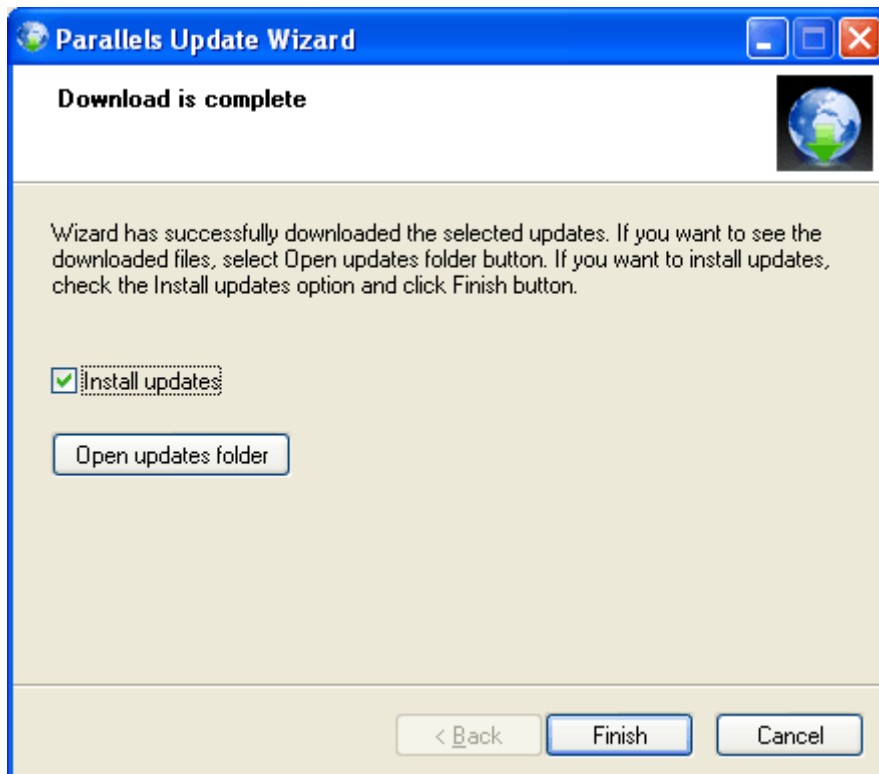 Parallels Update Wizard
Download is complete
Wizard has successfully downloaded the selected updates. If you want to see the
downloaded files, select Open updates folder button. If you want to install updates,
check the Install updates option and click Finish button.
Install updates
Open updates folder
< Back Finish Cancel